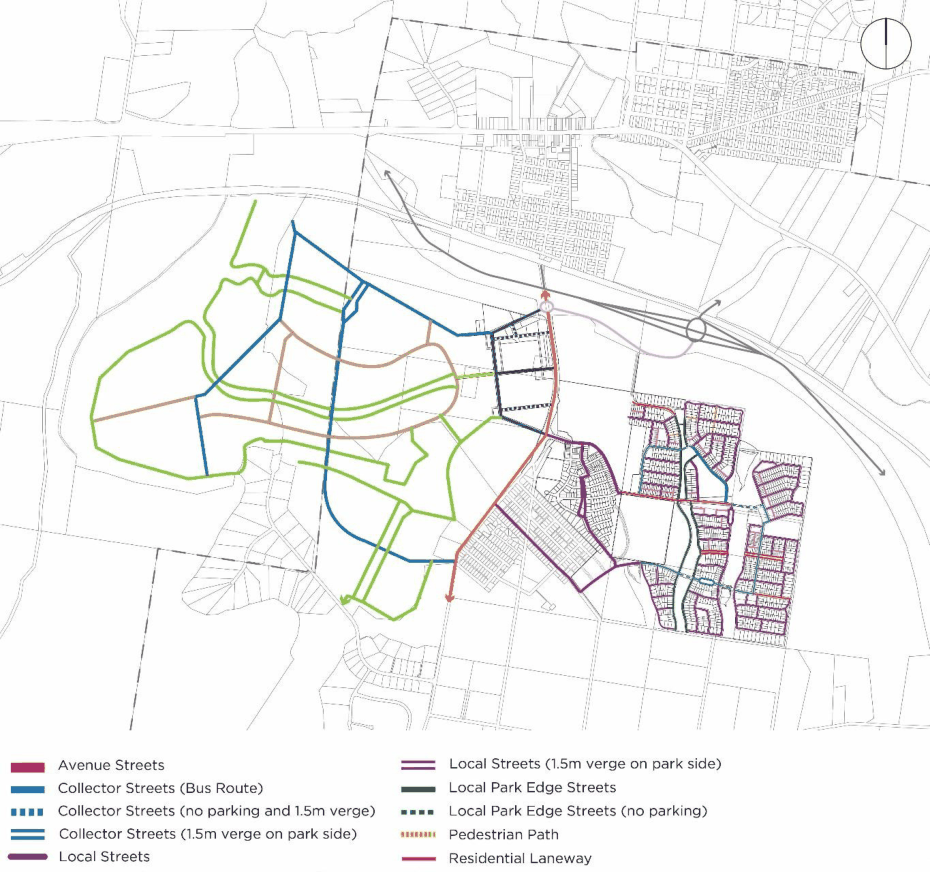 Avenue Streets
Collector Streets (Bus Route)
Collector Streets (no parking and 1.5m verge)
Collector Streets (1.5m verge on park side)
Local Streets
Local Streets (1.5m verge on park side)
Local Park Edge Streets
Local Park Edge Streets (no parking)
Pedestrian Path
Residential Laneway